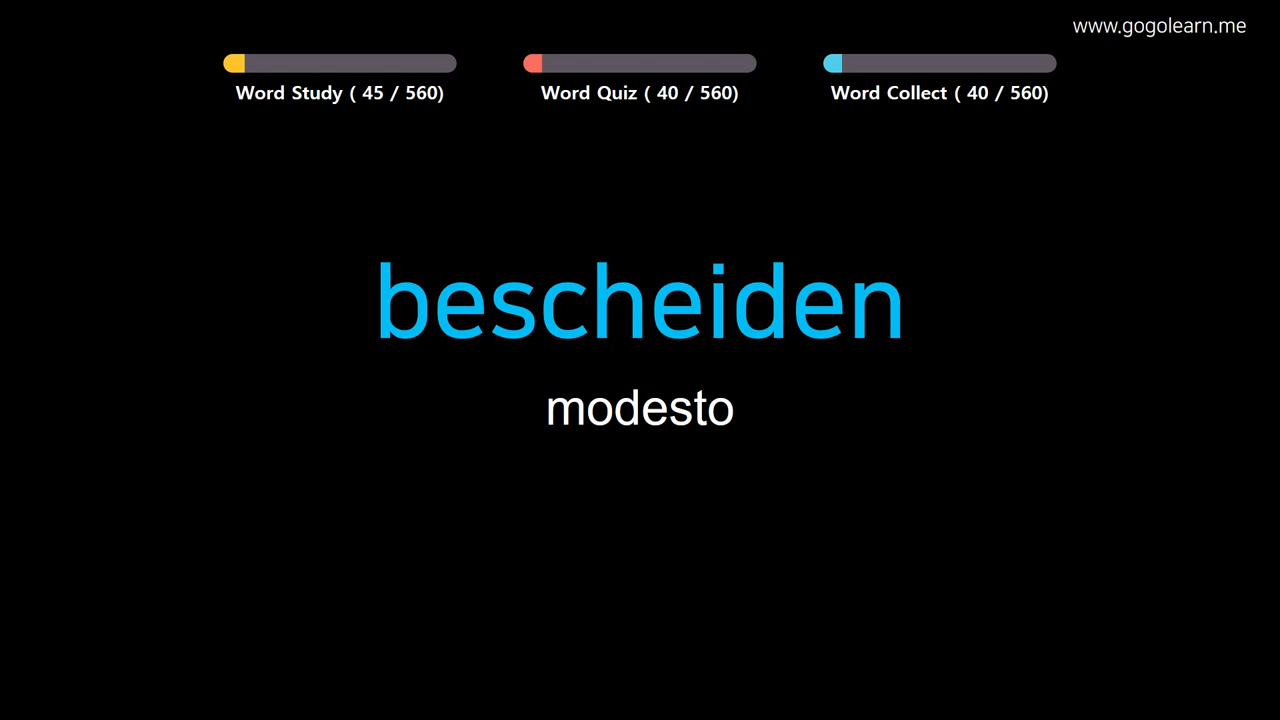 www.gogolearn.me
Word Study ( 45 / 560)
Word Quiz ( 40 / 560)
Word Collect ( 40 / 560)
bescheiden
modesto